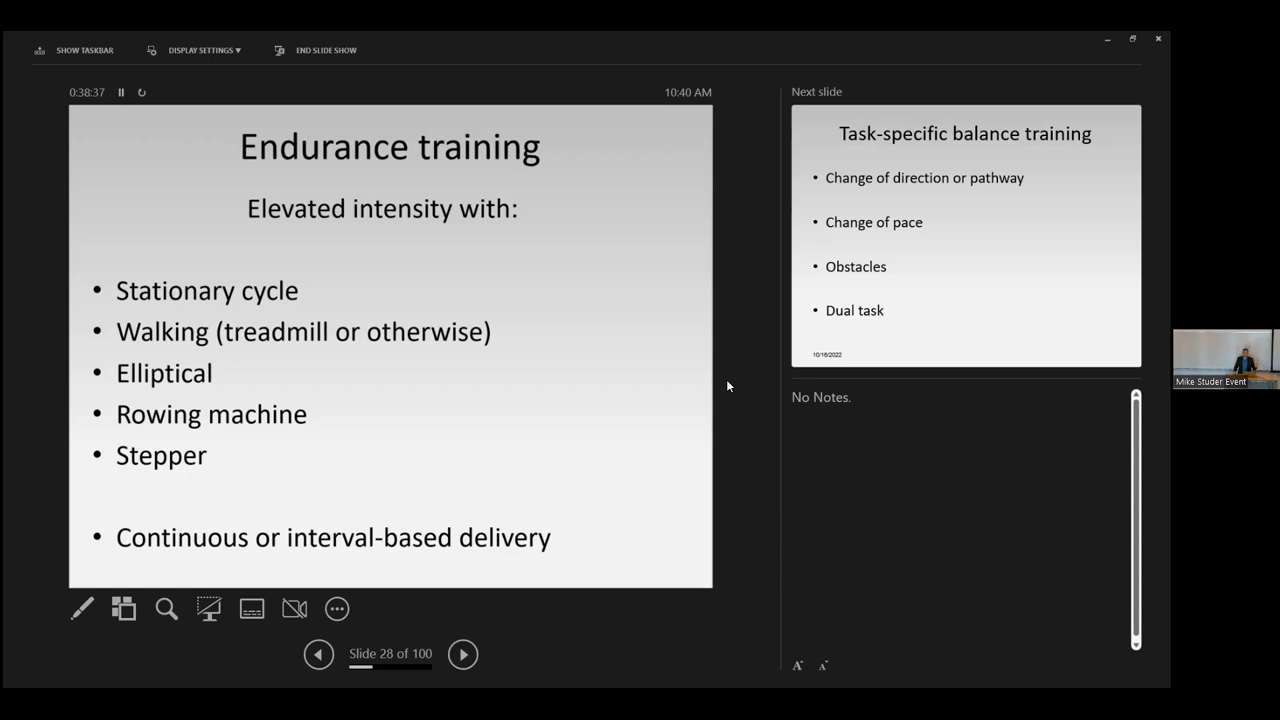 SHOW TASKBAR
DISPLAY SETTINGS ▾
END SLIDE SHOW
0:38:37
10:40 AM
Endurance training
Elevated intensity with:
• Stationary cycle
• Walking (treadmill or otherwise)
• Elliptical
• Rowing machine
• Stepper
• Continuous or interval-based delivery
Slide 28 of 100
Next slide
Task-specific balance training
• Change of direction or pathway
• Change of pace
• Obstacles
• Dual task
10/16/2022
No Notes.
A A
Mike Studer Event